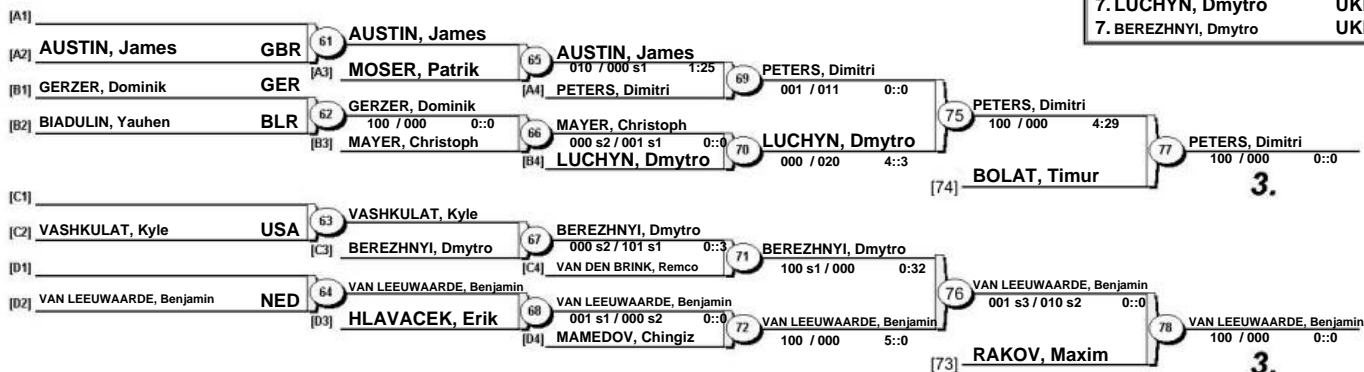 7. LUCHYN, Dmytro UK
7. BEREZHNYI, Dmytro UK
[A1]
[A2] AUSTIN, James GBR
61
AUSTIN, James
[A3] MOSER, Patrik
65
AUSTIN, James
010 / 000 s1 1:25
[A4] PETERS, Dimitri
69
PETERS, Dimitri
001 / 011 0::0
[B1] GERZER, Dominik GER
[B2] BIADULIN, Yauhen BLR
62
GERZER, Dominik
100 / 000 0::0
[B3] MAYER, Christoph
66
MAYER, Christoph
000 s2 / 001 s1 0::0
[B4] LUCHYN, Dmytro
70
LUCHYN, Dmytro
000 / 020 4::3
75
PETERS, Dimitri
100 / 000 4:29
[74] BOLAT, Timur
77
PETERS, Dimitri
100 / 000 0::0
3.
[C1]
[C2] VASHKULAT, Kyle USA
63
VASHKULAT, Kyle
[C3] BEREZHNYI, Dmytro
67
BEREZHNYI, Dmytro
000 s2 / 101 s1 0::3
[C4] VAN DEN BRINK, Remco
71
BEREZHNYI, Dmytro
100 s1 / 000 0:32
[D1]
[D2] VAN LEEUWAARDE, Benjamin NED
64
VAN LEEUWAARDE, Benjamin
[D3] HLAVACEK, Erik
68
VAN LEEUWAARDE, Benjamin
001 s1 / 000 s2 0::0
[D4] MAMEDOV, Chingiz
72
VAN LEEUWAARDE, Benjamin
100 / 000 5::0
76
VAN LEEUWAARDE, Benjamin
001 s3 / 010 s2 0::0
[73] RAKOV, Maxim
78
VAN LEEUWAARDE, Benjamin
100 / 000 0::0
3.